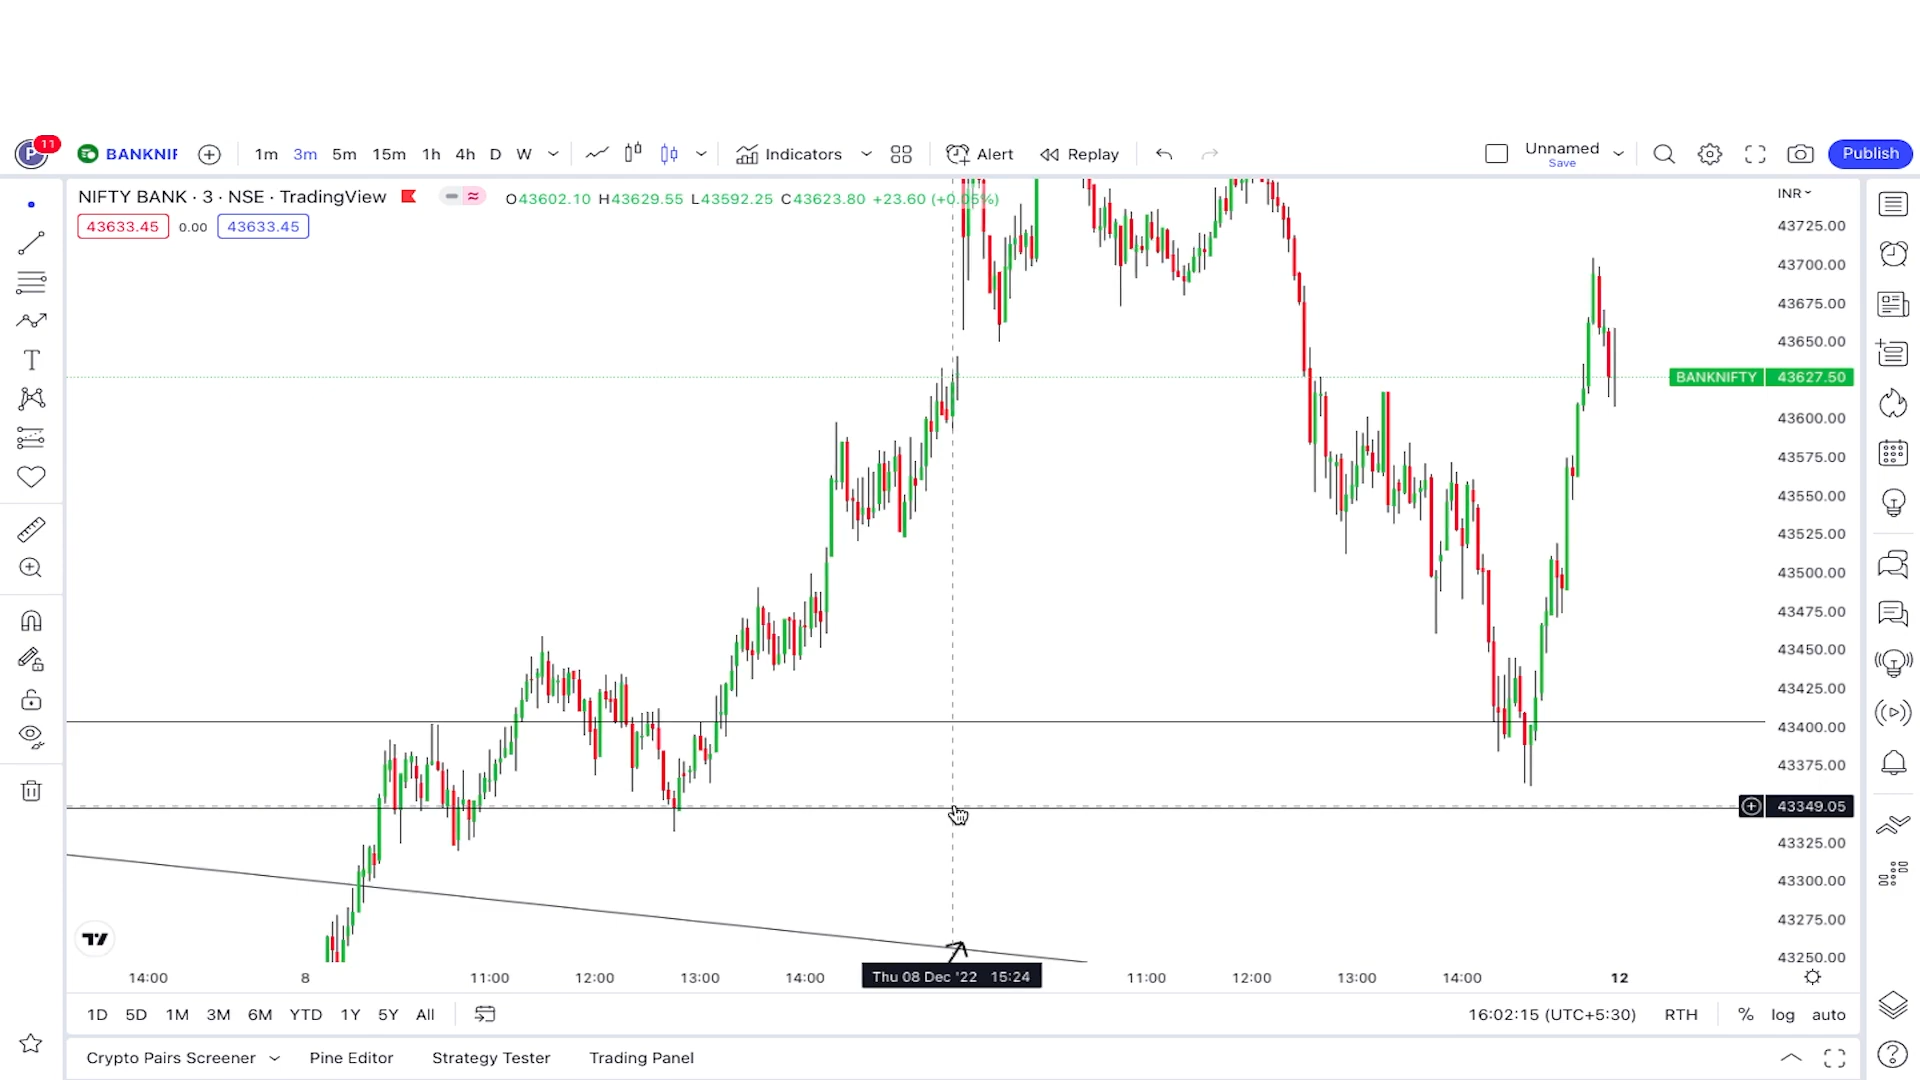 11
BANKNIF 1m 3m 5m 15m 1h 4h D W Indicators Alert Replay Unnamed Save Publish
NIFTY BANK · 3 · NSE · TradingView O43602.10 H43629.55 L43592.25 C43623.80 +23.60 (+0.05%) INR
43633.45 0.00 43633.45
43725.00
43700.00
43675.00
43650.00
BANKNIFTY 43627.50
43600.00
43575.00
43550.00
43525.00
43500.00
43475.00
43450.00
43425.00
43400.00
43375.00
43349.05
43325.00
43300.00
43275.00
43250.00
14:00 8 11:00 12:00 13:00 14:00 Thu 08 Dec '22 15:24 11:00 12:00 13:00 14:00 12
1D 5D 1M 3M 6M YTD 1Y 5Y All 16:02:15 (UTC+5:30) RTH % log auto
Crypto Pairs Screener Pine Editor Strategy Tester Trading Panel